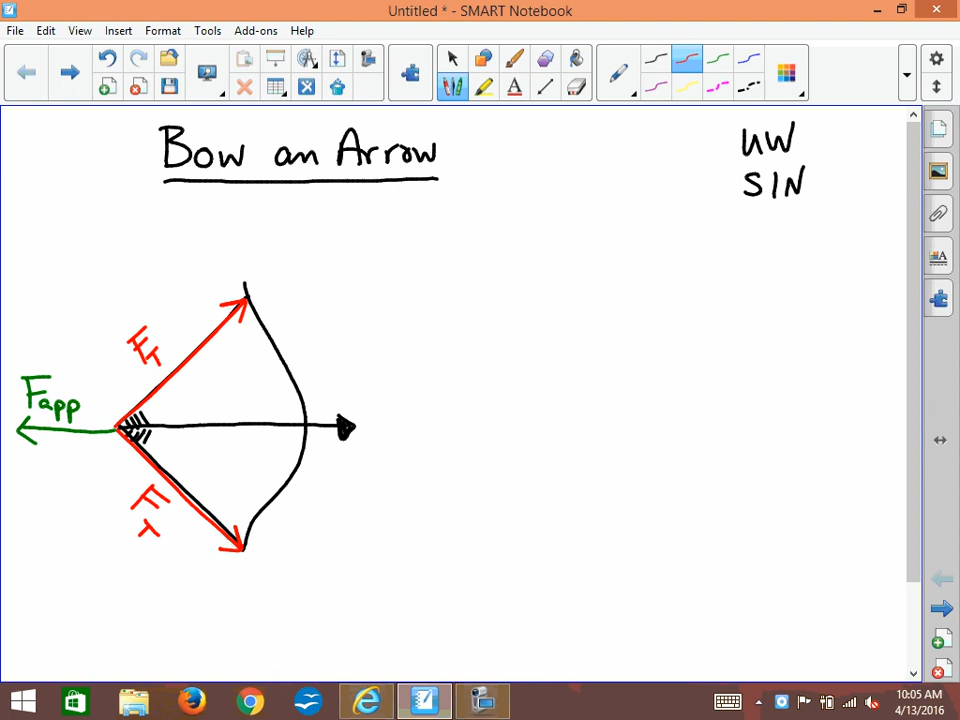 Untitled * - SMART Notebook
File Edit View Insert Format Tools Add-ons Help
Bow an Arrow
HW
SIN
FT
Fapp
FT
10:05 AM
4/13/2016